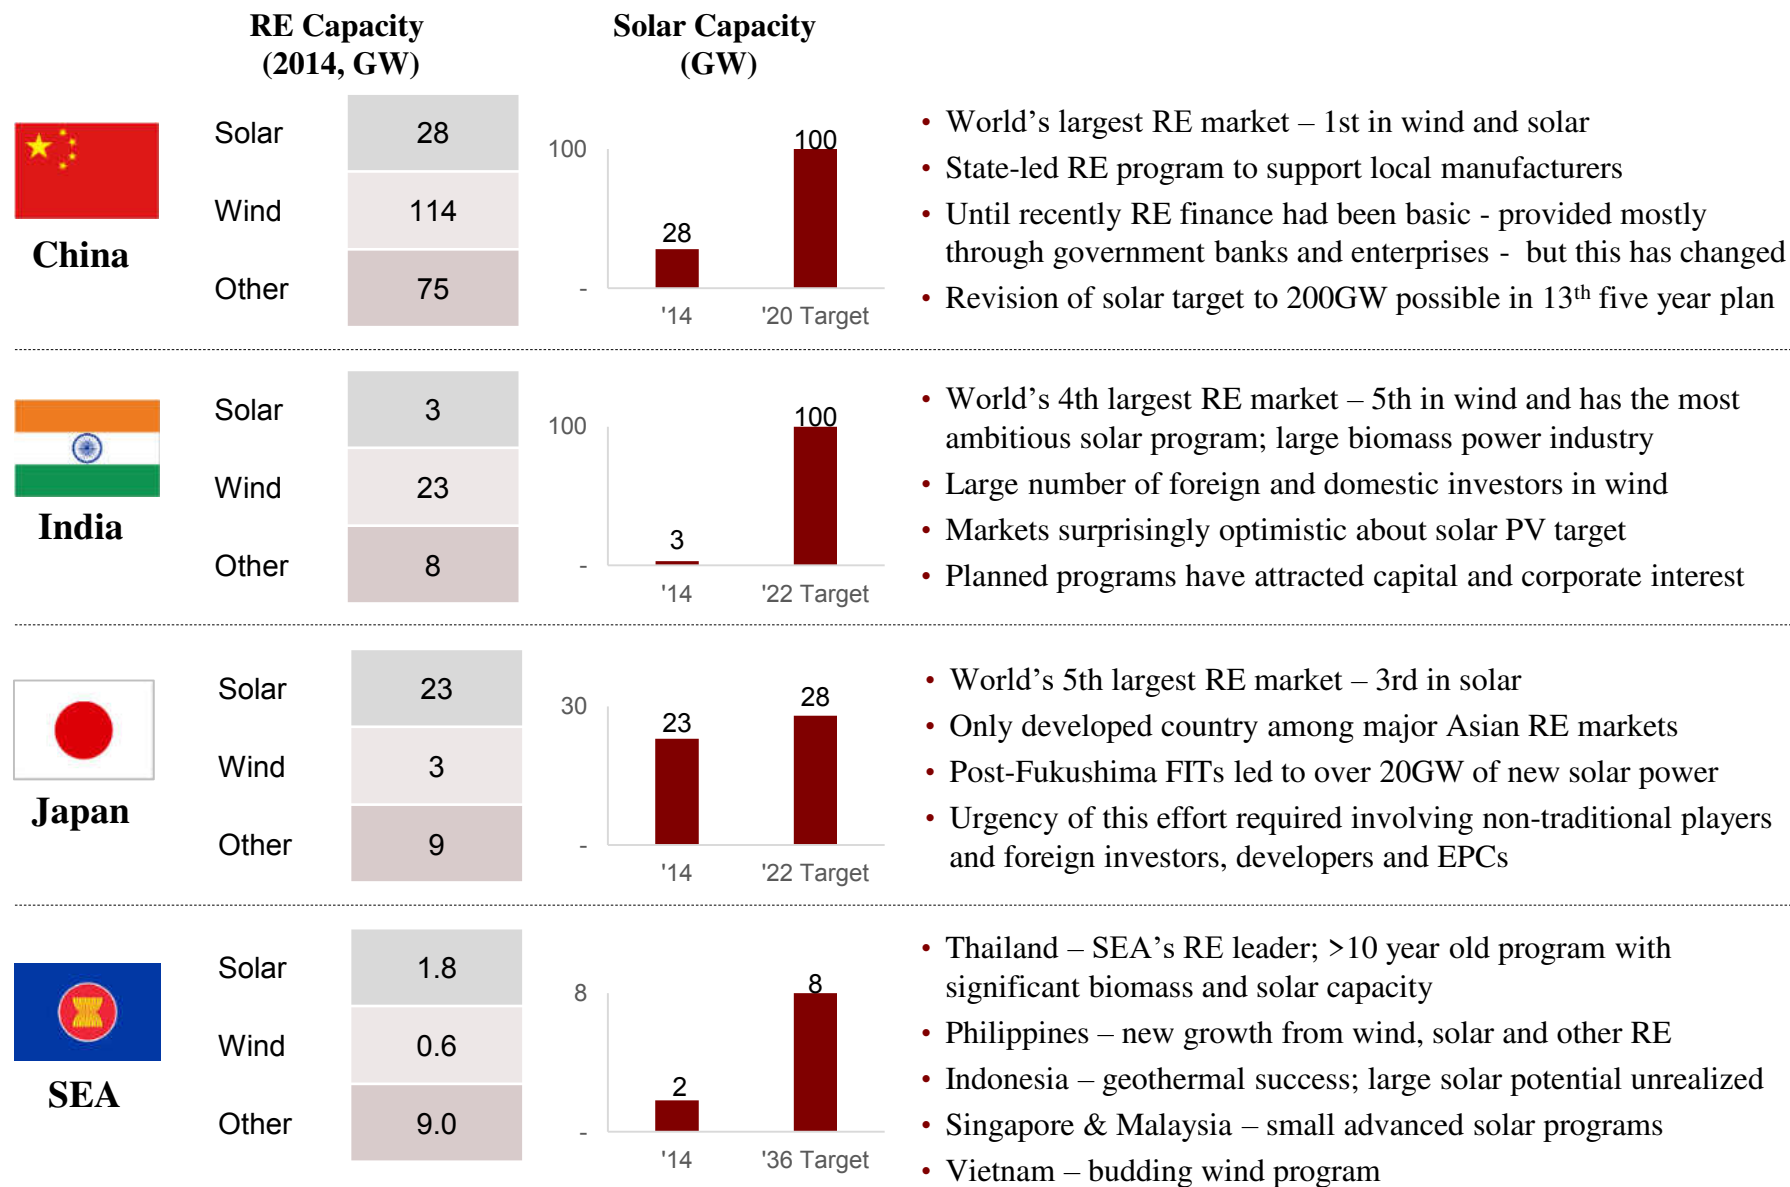 RE Capacity
(2014, GW)
Solar Capacity
(GW)
China
Solar 28
Wind 114
Other 75
100
-
28
100
'14
'20 Target
• World’s largest RE market – 1st in wind and solar
• State-led RE program to support local manufacturers
• Until recently RE finance had been basic - provided mostly
through government banks and enterprises - but this has changed
• Revision of solar target to 200GW possible in 13th five year plan
India
Solar 3
Wind 23
Other 8
100
-
3
100
'14
'22 Target
• World’s 4th largest RE market – 5th in wind and has the most
ambitious solar program; large biomass power industry
• Large number of foreign and domestic investors in wind
• Markets surprisingly optimistic about solar PV target
• Planned programs have attracted capital and corporate interest
Japan
Solar 23
Wind 3
Other 9
30
-
23
28
'14
'22 Target
• World’s 5th largest RE market – 3rd in solar
• Only developed country among major Asian RE markets
• Post-Fukushima FITs led to over 20GW of new solar power
• Urgency of this effort required involving non-traditional players
and foreign investors, developers and EPCs
SEA
Solar 1.8
Wind 0.6
Other 9.0
8
-
2
8
'14
'36 Target
• Thailand – SEA’s RE leader; >10 year old program with
significant biomass and solar capacity
• Philippines – new growth from wind, solar and other RE
• Indonesia – geothermal success; large solar potential unrealized
• Singapore & Malaysia – small advanced solar programs
• Vietnam – budding wind program